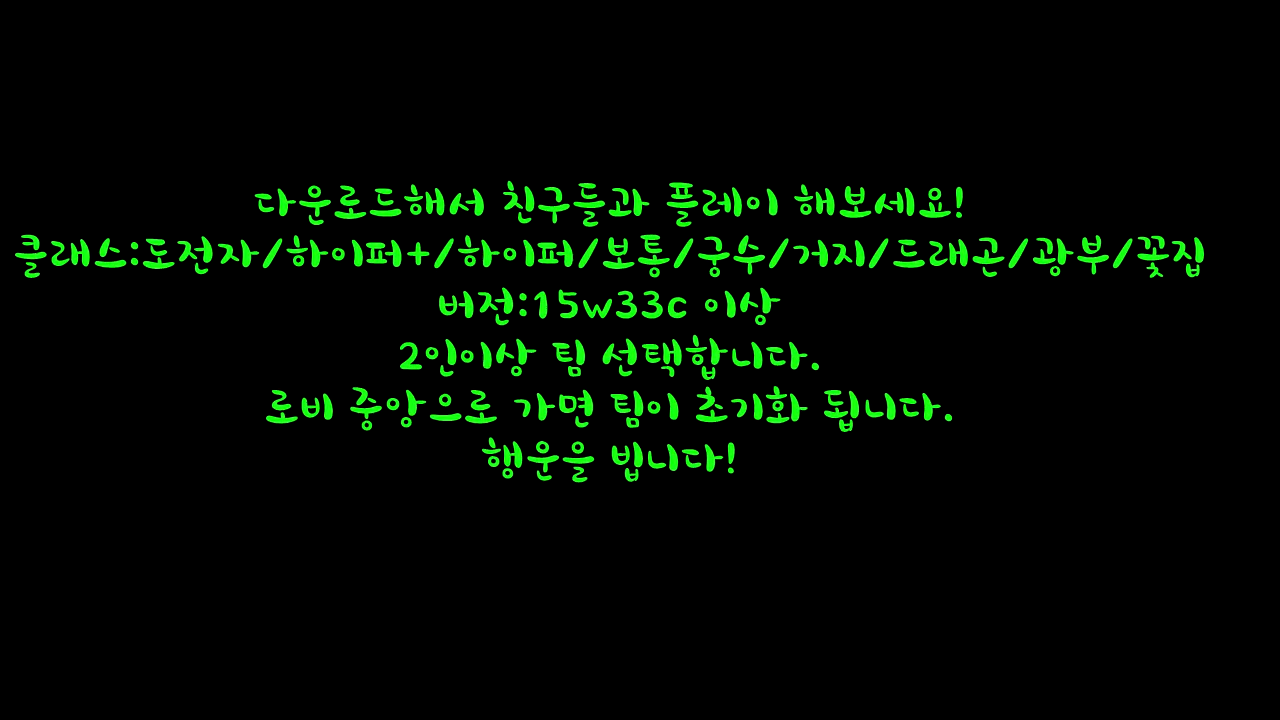 다운로드해서 친구들과 플레이 해보세요!
클래스:도전자/하이퍼+/하이퍼/보통/궁수/거지/드래곤/광부/꽃집
버전:15w33c 이상
2인이상 팀 선택합니다.
로비 중앙으로 가면 팀이 초기화 됩니다.
행운을 빕니다!